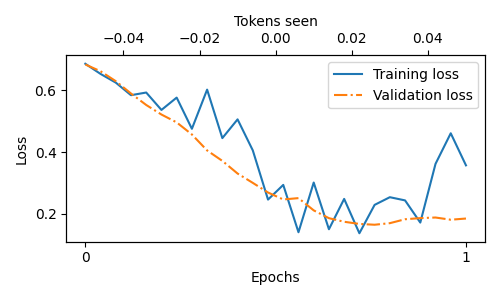 Tokens seen
−0.04 −0.02 0.00 0.02 0.04
Training loss
Validation loss
0.6
0.4
0.2
Loss
0 1
Epochs